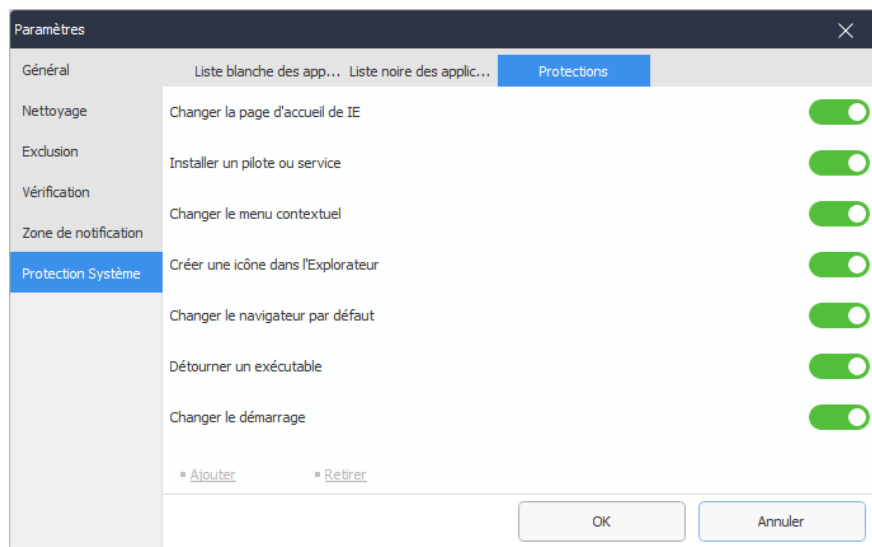 Paramètres
Général
Nettoyage
Exclusion
Vérification
Zone de notification
Protection Système
Liste blanche des app... Liste noire des applic... Protections
Changer la page d'accueil de IE
Installer un pilote ou service
Changer le menu contextuel
Créer une icône dans l'Explorateur
Changer le navigateur par défaut
Détourner un exécutable
Changer le démarrage
Ajouter Retirer
OK Annuler